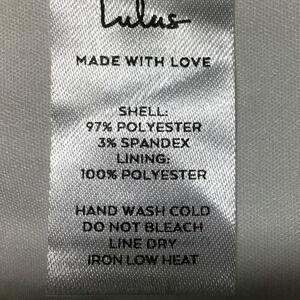 Lulus
MADE WITH LOVE
SHELL:
97% POLYESTER
3% SPANDEX
LINING:
100% POLYESTER
HAND WASH COLD
DO NOT BLEACH
LINE DRY
IRON LOW HEAT